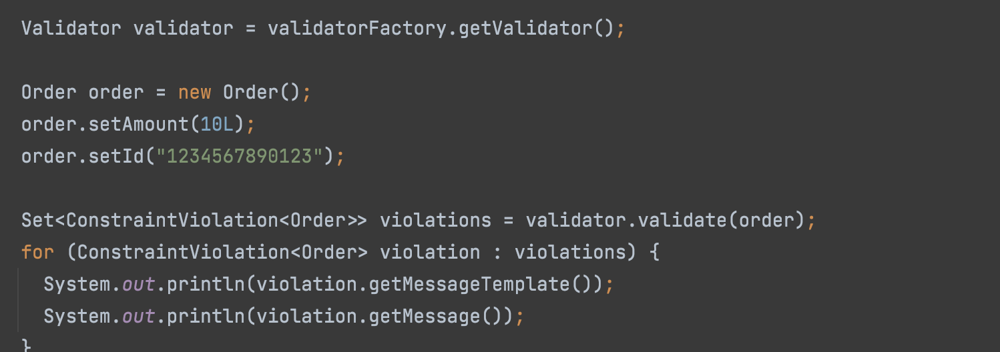 Validator validator = validatorFactory.getValidator();
Order order = new Order();
order.setAmount(10L);
order.setId("1234567890123");
Set<ConstraintViolation<Order>> violations = validator.validate(order);
for (ConstraintViolation<Order> violation : violations) {
System.out.println(violation.getMessageTemplate());
System.out.println(violation.getMessage());
}